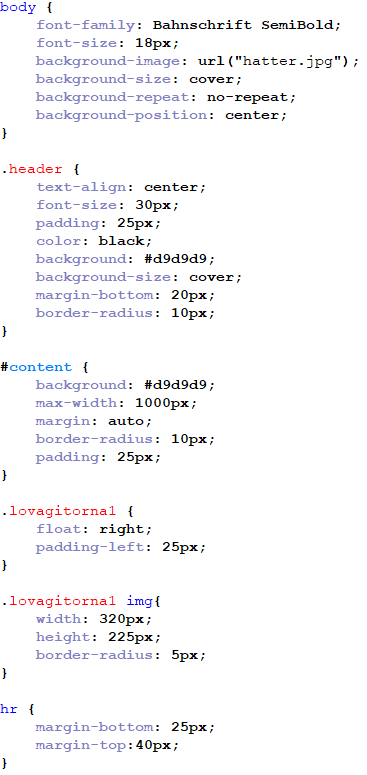 body {
    font-family: Bahnschrift SemiBold;
    font-size: 18px;
    background-image: url("hatter.jpg");
    background-size: cover;
    background-repeat: no-repeat;
    background-position: center;
}

.header {
    text-align: center;
    font-size: 30px;
    padding: 25px;
    color: black;
    background: #d9d9d9;
    background-size: cover;
    margin-bottom: 20px;
    border-radius: 10px;
}

#content {
    background: #d9d9d9;
    max-width: 1000px;
    margin: auto;
    border-radius: 10px;
    padding: 25px;
}

.lovagitorna1 {
    float: right;
    padding-left: 25px;
}

.lovagitorna1 img{
    width: 320px;
    height: 225px;
    border-radius: 5px;
}

hr {
    margin-bottom: 25px;
    margin-top:40px;
}